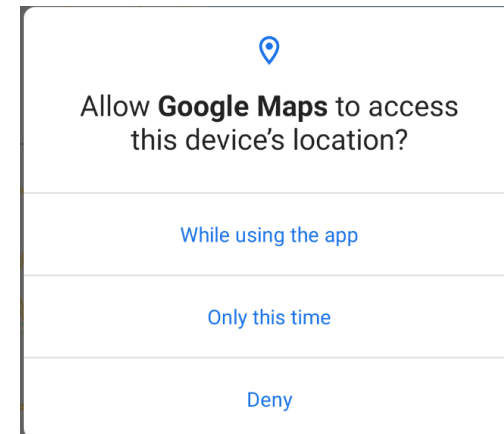 Allow Google Maps to access
this device’s location?
While using the app
Only this time
Deny